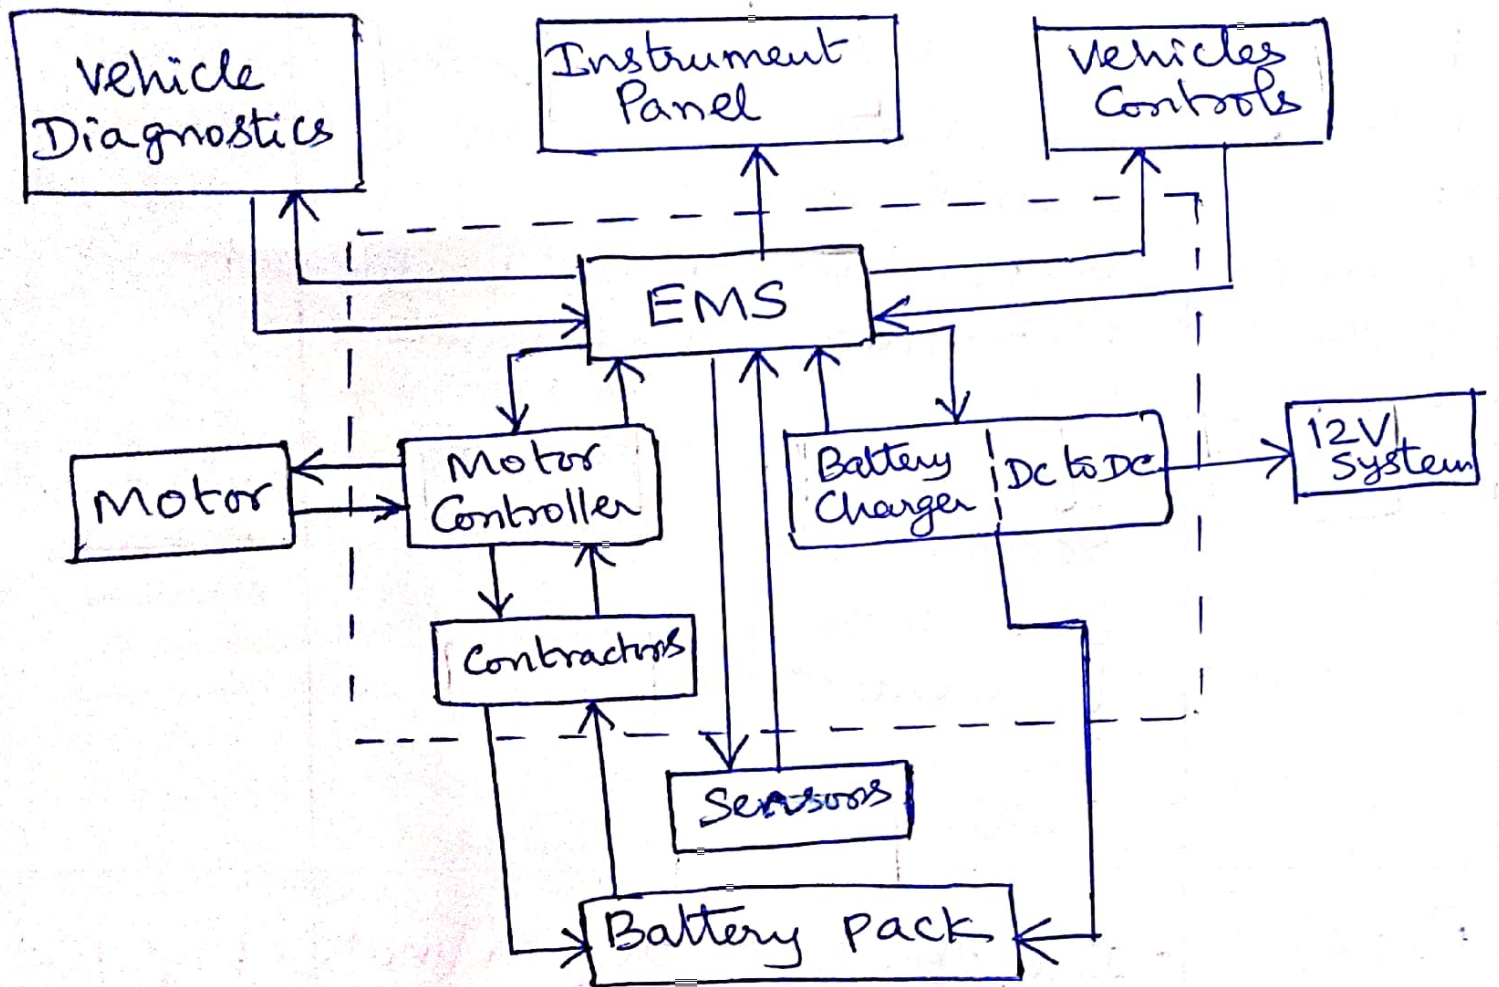 Vehicle
Diagnostics
Instrument
Panel
Vehicles
Controls
EMS
Motor
Motor
Controller
Battery
Charger
DC to DC
12V
System
Contractors
Sensors
Battery pack